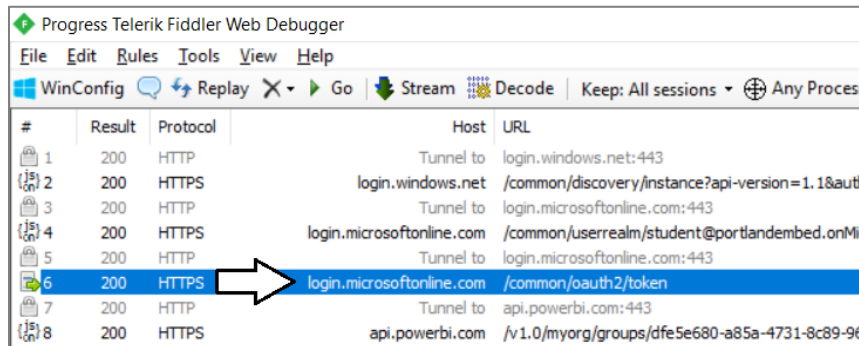 Progress Telerik Fiddler Web Debugger
File Edit Rules Tools View Help
WinConfig Replay Go Stream Decode Keep: All sessions Any Proces
# Result Protocol Host URL
1 200 HTTP Tunnel to login.windows.net:443
2 200 HTTPS login.windows.net /common/discovery/instance?api-version=1.1&aut
3 200 HTTP Tunnel to login.microsoftonline.com:443
4 200 HTTPS login.microsoftonline.com /common/userrealm/student@portlandembed.onMi
5 200 HTTP Tunnel to login.microsoftonline.com:443
6 200 HTTPS login.microsoftonline.com /common/oauth2/token
7 200 HTTP Tunnel to api.powerbi.com:443
8 200 HTTPS api.powerbi.com /v1.0/myorg/groups/dfe5e680-a85a-4731-8c89-96